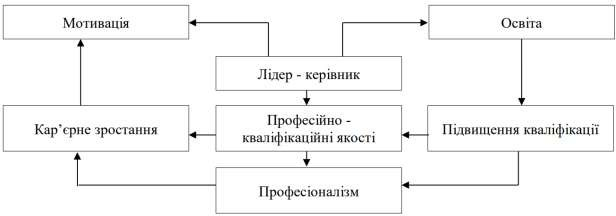 Мотивація
Освіта
Лідер - керівник
Кар’єрне зростання
Професійно -
кваліфікаційні якості
Підвищення кваліфікації
Професіоналізм